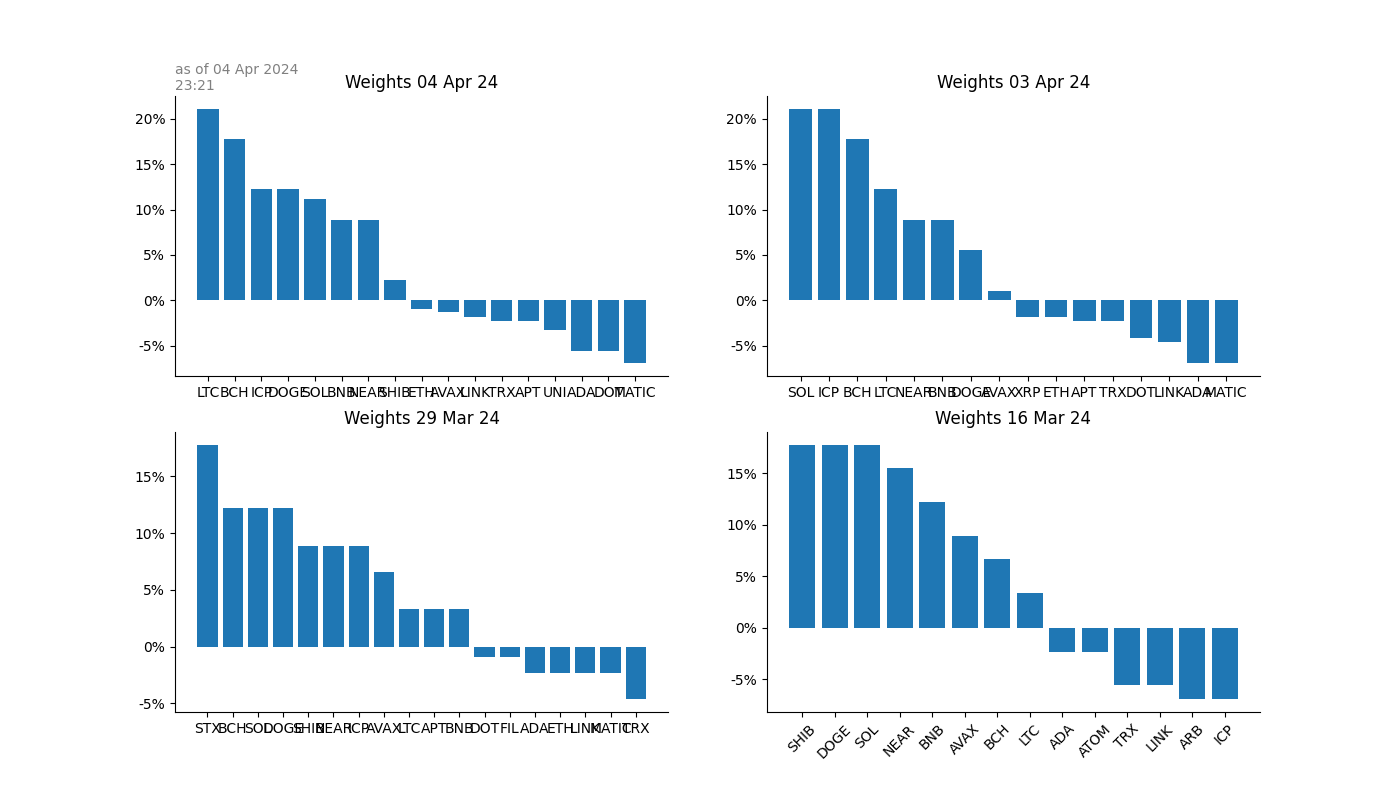 as of 04 Apr 2024
23:21
Weights 04 Apr 24
20%
15%
10%
5%
0%
-5%
LTC BCH ICP DOGE SOL BNB NEAR SHIB ETH AVAX LINK TRX APT UNI ADA DOT MATIC
Weights 03 Apr 24
20%
15%
10%
5%
0%
-5%
SOL ICP BCH LTC NEAR BNB DOGE AVAX XRP ETH APT TRX DOT LINK ADA MATIC
Weights 29 Mar 24
15%
10%
5%
0%
-5%
STX BCH SOL DOGE SHIB NEAR ICP AVAX LTC APT BNB DOT FIL ADA ETH LINK MATIC TRX
Weights 16 Mar 24
15%
10%
5%
0%
-5%
SHIB DOGE SOL NEAR BNB AVAX BCH LTC ADA ATOM TRX LINK ARB ICP